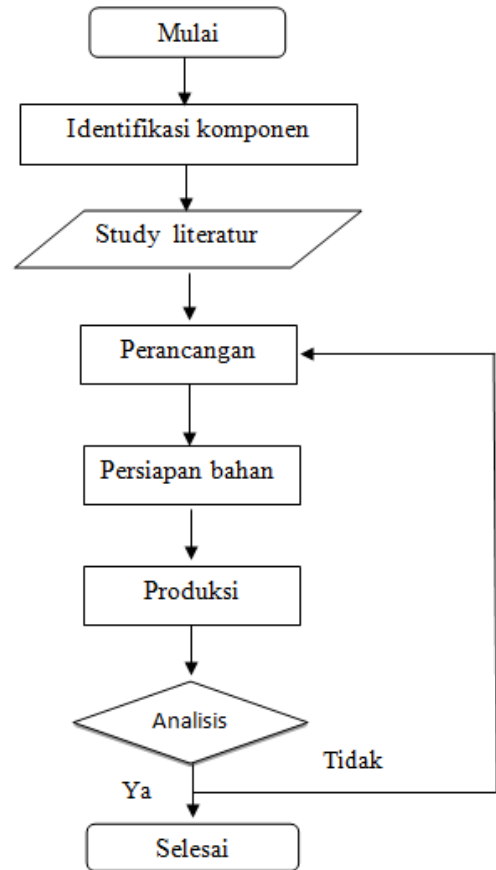 Mulai
Identifikasi komponen
Study literatur
Perancangan
Persiapan bahan
Produksi
Analisis
Tidak
Ya
Selesai